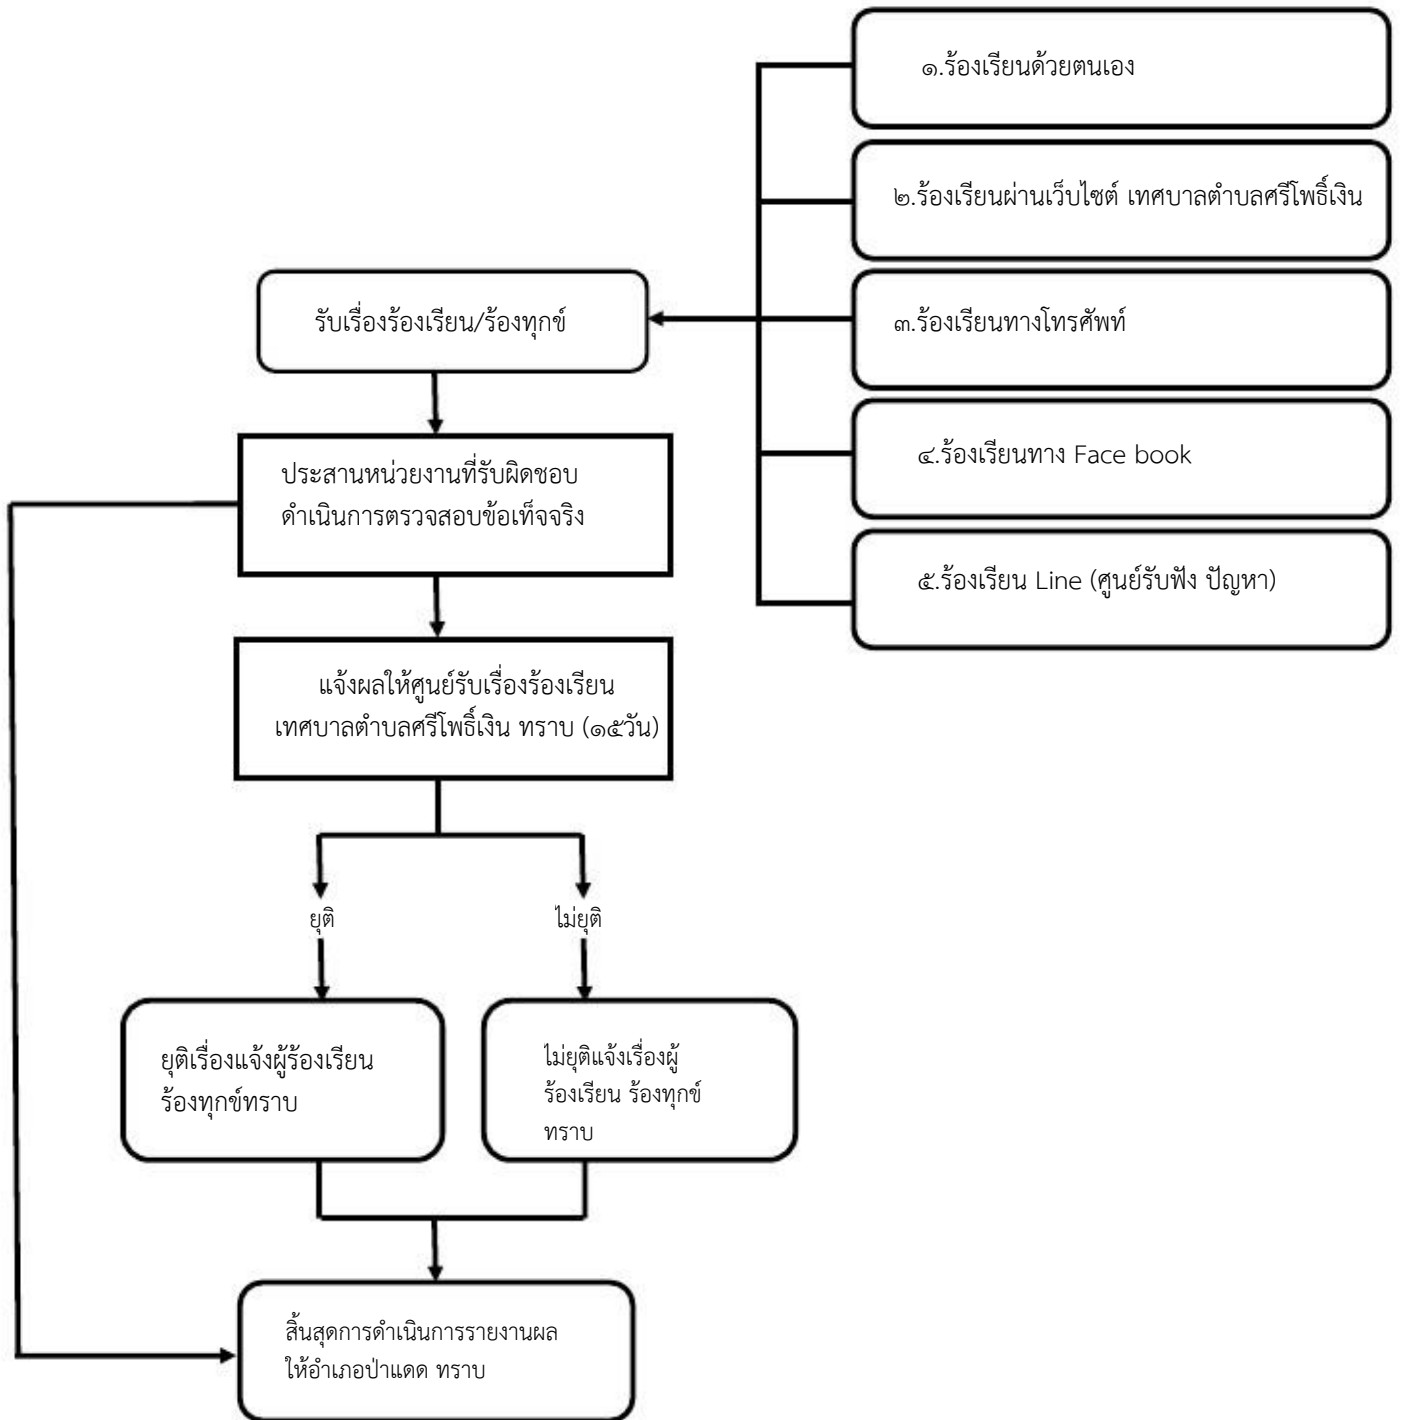 ๑.ร้องเรียนด้วยตนเอง
๒.ร้องเรียนผ่านเว็บไซต์ เทศบาลตำบลศรีโพธิ์เงิน
๓.ร้องเรียนทางโทรศัพท์
๔.ร้องเรียนทาง Face book
๕.ร้องเรียน Line (ศูนย์รับฟัง ปัญหา)
รับเรื่องร้องเรียน/ร้องทุกข์
ประสานหน่วยงานที่รับผิดชอบ
ดำเนินการตรวจสอบข้อเท็จจริง
แจ้งผลให้ศูนย์รับเรื่องร้องเรียน
เทศบาลตำบลศรีโพธิ์เงิน ทราบ (๑๕วัน)
ยุติ
ไม่ยุติ
ยุติเรื่องแจ้งผู้ร้องเรียน
ร้องทุกข์ทราบ
ไม่ยุติแจ้งเรื่องผู้
ร้องเรียน ร้องทุกข์
ทราบ
สิ้นสุดการดำเนินการรายงานผล
ให้อำเภอป่าแดด ทราบ